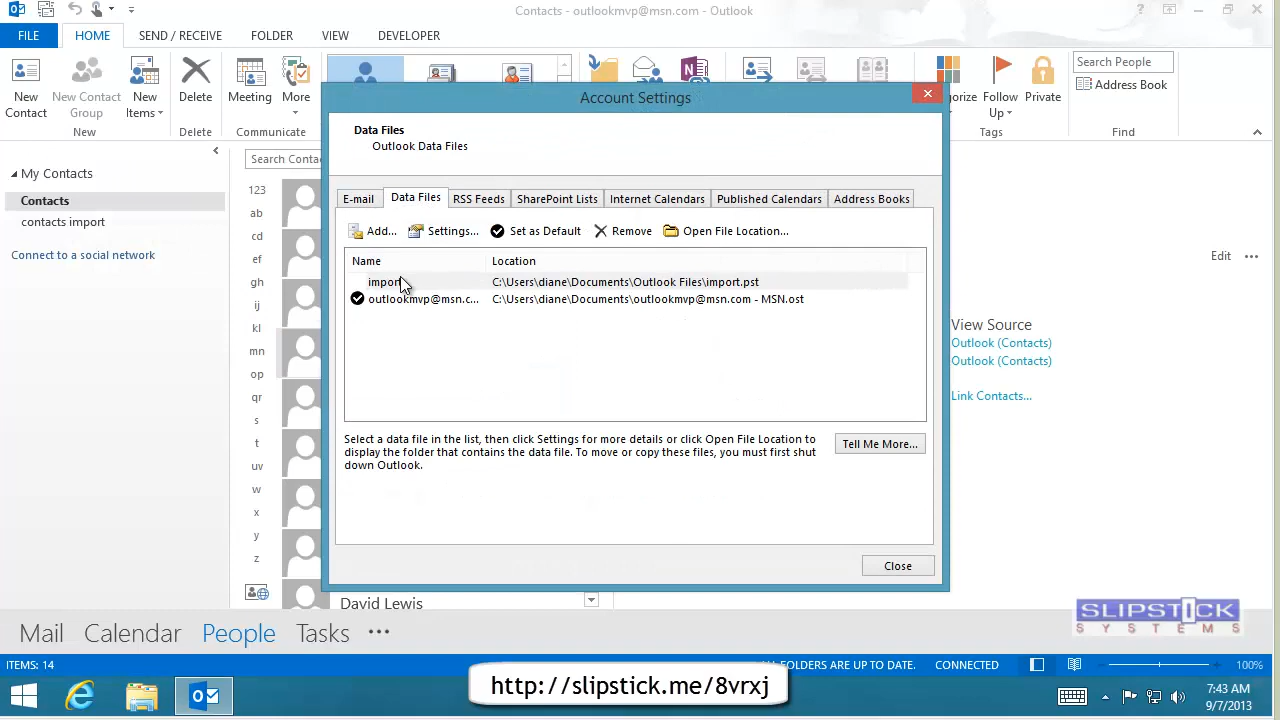 Contacts - outlookmvp@msn.com - Outlook
FILE HOME SEND / RECEIVE FOLDER VIEW DEVELOPER
New Contact
New Contact Group
New Items
Delete
Meeting
More
New
Delete
Communicate
Follow Up
Private
Tags
Search People
Address Book
Find
My Contacts
Contacts
contacts import
Connect to a social network
123
ab
cd
ef
gh
ij
kl
mn
op
qr
s
t
uv
w
x
y
z
Account Settings
Data Files
Outlook Data Files
E-mail Data Files RSS Feeds SharePoint Lists Internet Calendars Published Calendars Address Books
Add... Settings... Set as Default Remove Open File Location...
Name Location
import C:\Users\diane\Documents\Outlook Files\import.pst
outlookmvp@msn.c... C:\Users\diane\Documents\outlookmvp@msn.com - MSN.ost
Select a data file in the list, then click Settings for more details or click Open File Location to
display the folder that contains the data file. To move or copy these files, you must first shut
down Outlook.
Tell Me More...
Close
Edit
View Source
Outlook (Contacts)
Outlook (Contacts)
Link Contacts...
David Lewis
SLIPSTICK
SYSTEMS
Mail Calendar People Tasks
ITEMS: 14
FOLDERS ARE UP TO DATE. CONNECTED 100%
http://slipstick.me/8vrxj
7:43 AM
9/7/2013